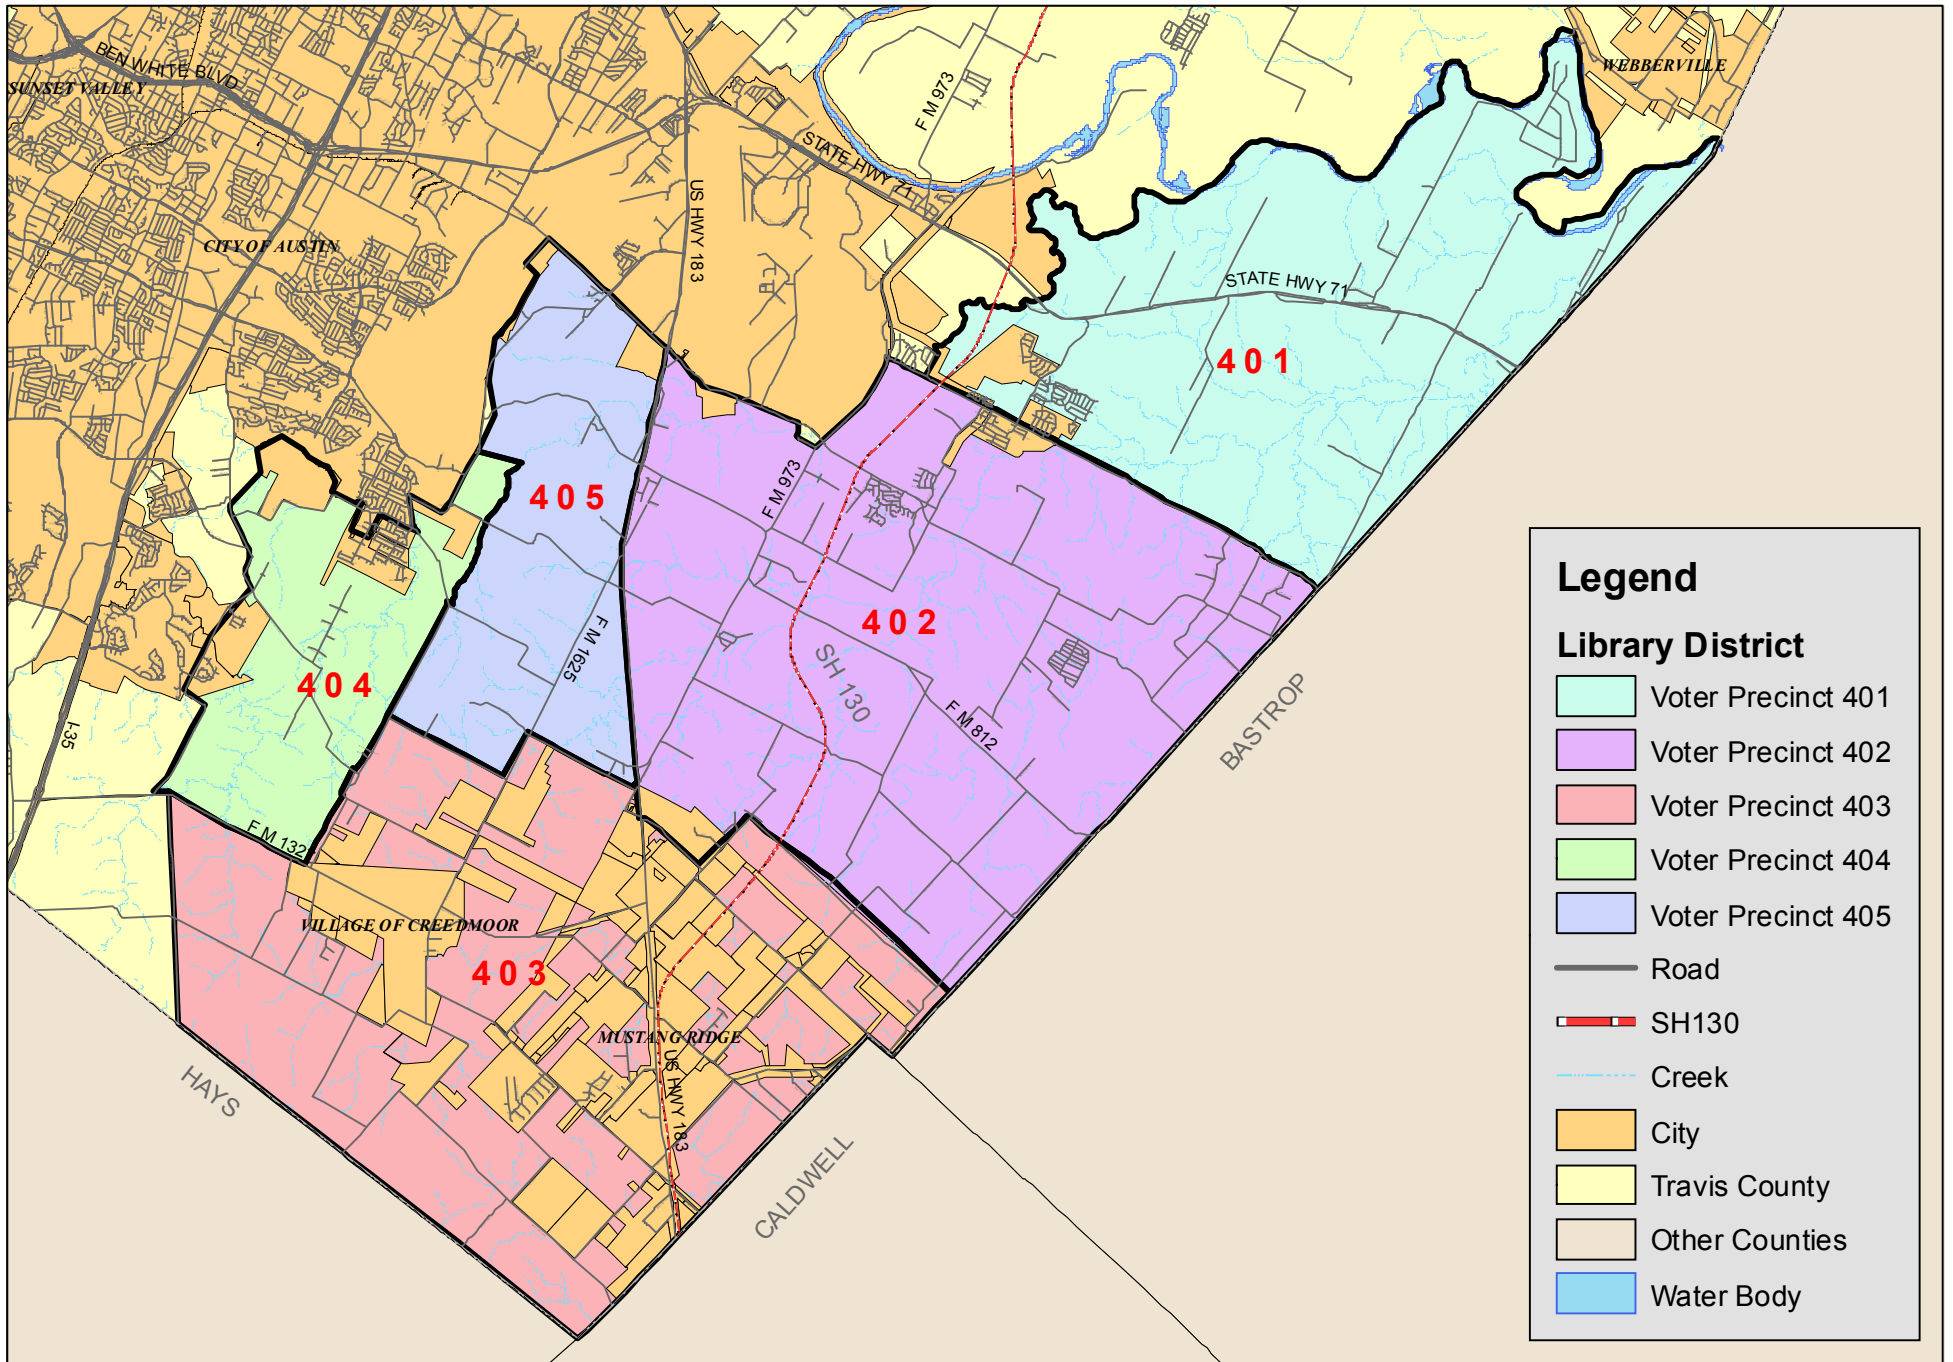 BEN WHITE BLVD
SUNSET VALLEY
WEBBERVILLE
F M 973
STATE HWY 71
US HWY 183
CITY OF AUSTIN
STATE HWY 71
401
405
F M 973
402
F M 1625
SH 130
404
F M 812
I-35
BASTROP
F M 132
VILLAGE OF CREEDMOOR
403
MUSTANG RIDGE
US HWY 183
HAYS
CALDWELL
Legend
Library District
Voter Precinct 401
Voter Precinct 402
Voter Precinct 403
Voter Precinct 404
Voter Precinct 405
Road
SH130
Creek
City
Travis County
Other Counties
Water Body